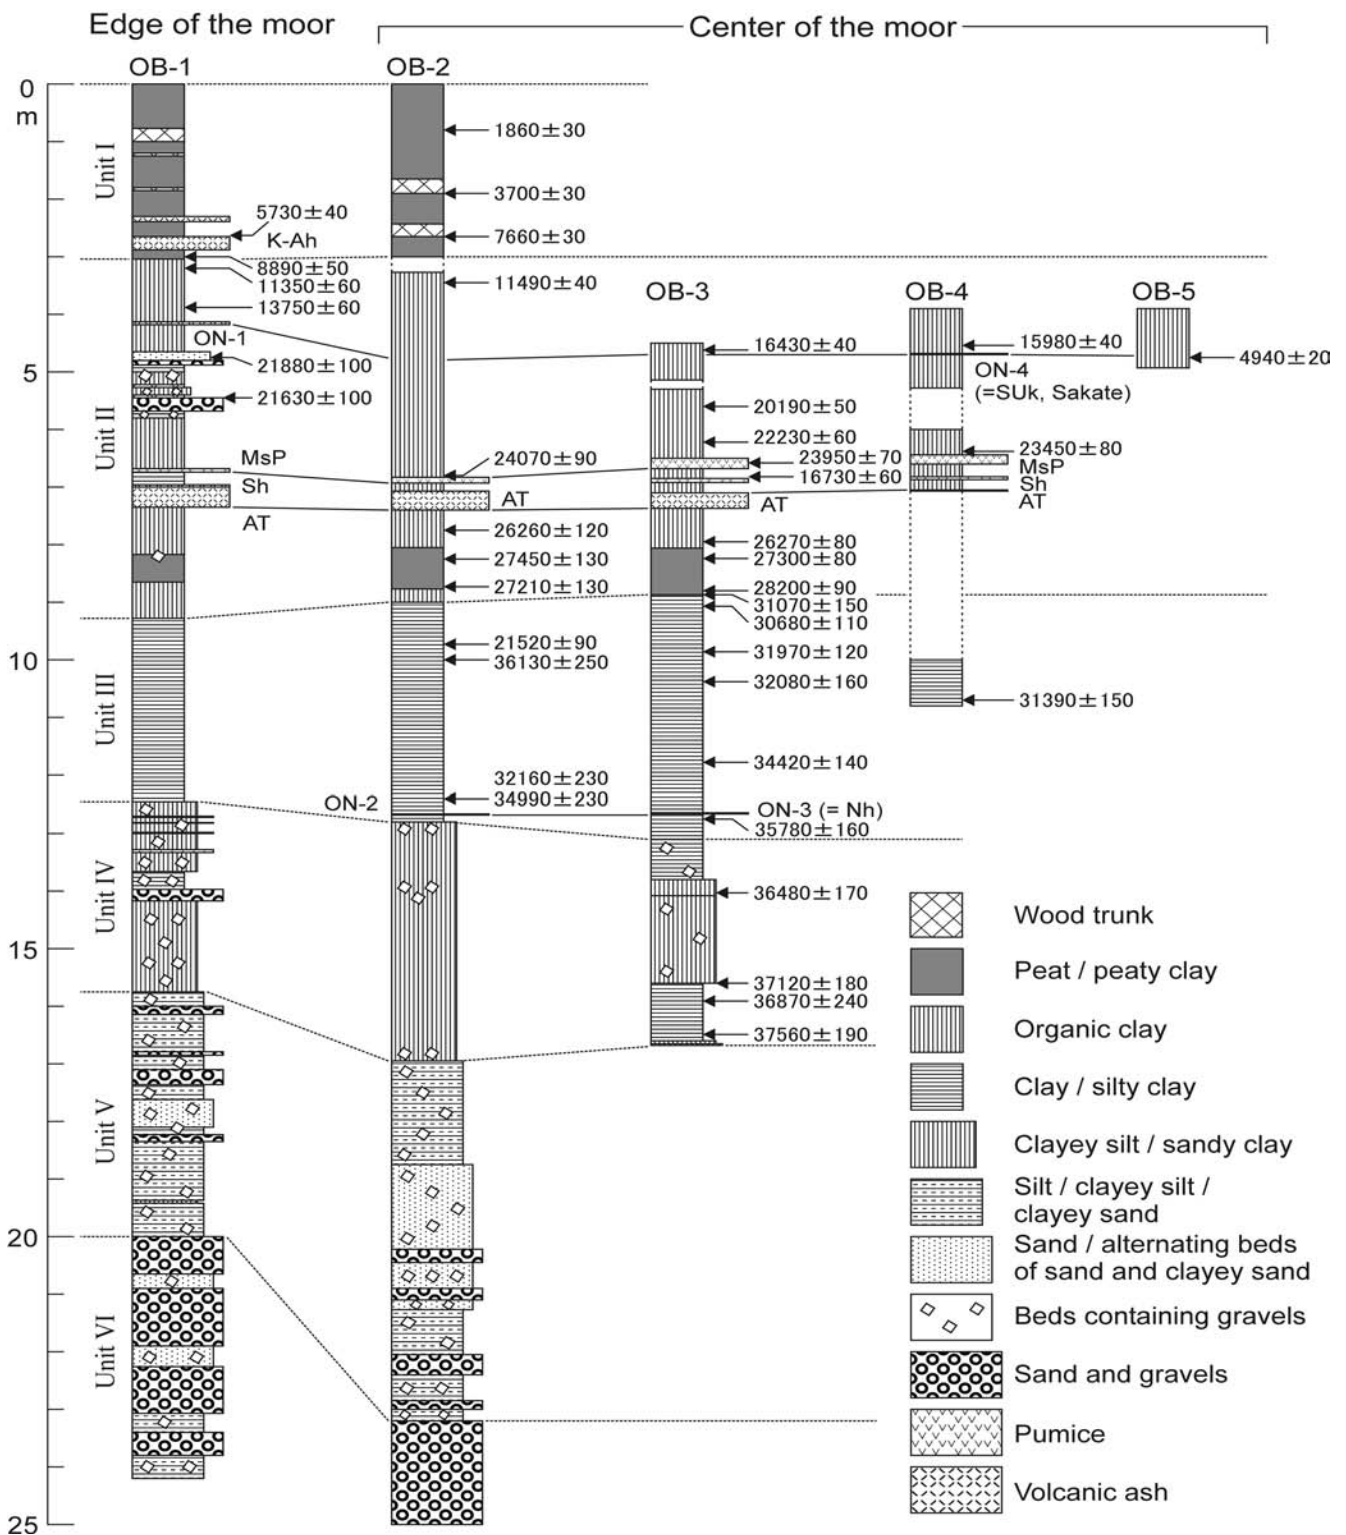 Edge of the moor
Center of the moor
OB-1
OB-2
0
m
5
10
15
20
25
Unit I
Unit II
Unit III
Unit IV
Unit V
Unit VI
5730±40
K-Ah
8890±50
11350±60
13750±60
ON-1
21880±100
21630±100
MsP
Sh
AT
1860±30
3700±30
7660±30
11490±40
24070±90
AT
26260±120
27450±130
27210±130
21520±90
36130±250
32160±230
34990±230
ON-2
OB-3
16430±40
20190±50
22230±60
23950±70
16730±60
AT
26270±80
27300±80
28200±90
31070±150
30680±110
31970±120
32080±160
34420±140
ON-3 (= Nh)
35780±160
36480±170
37120±180
36870±240
37560±190
OB-4
15980±40
ON-4
(=SUk, Sakate)
23450±80
MsP
Sh
AT
31390±150
OB-5
4940±20
Wood trunk
Peat / peaty clay
Organic clay
Clay / silty clay
Clayey silt / sandy clay
Silt / clayey silt /
clayey sand
Sand / alternating beds
of sand and clayey sand
Beds containing gravels
Sand and gravels
Pumice
Volcanic ash